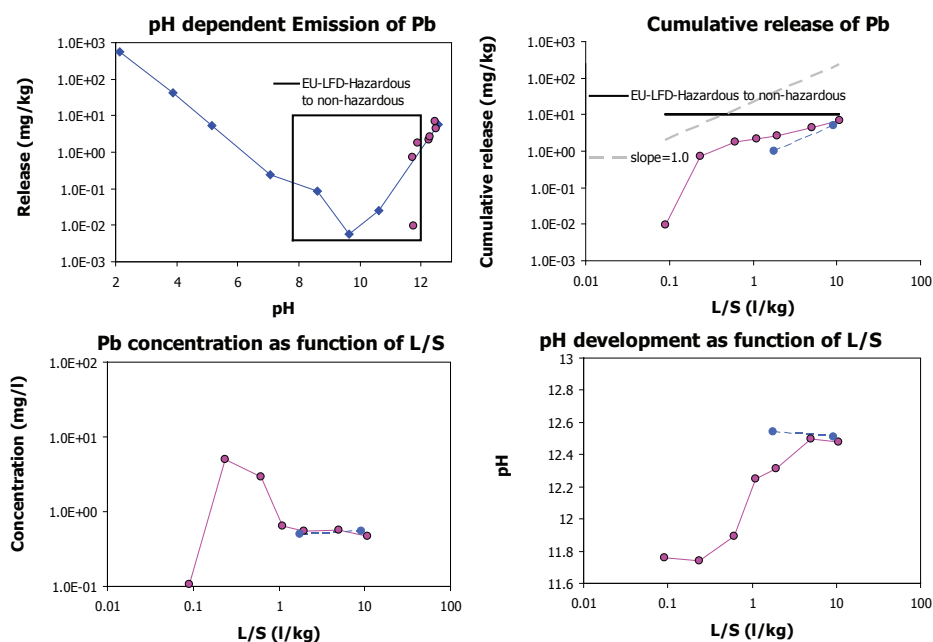 pH dependent Emission of Pb
1.0E+03
1.0E+02
1.0E+01
1.0E+00
1.0E-01
1.0E-02
1.0E-03
Release (mg/kg)
EU-LFD-Hazardous
to non-hazardous
2
4
6
8
10
12
pH
Cumulative release of Pb
1.0E+03
1.0E+02
1.0E+01
1.0E+00
1.0E-01
1.0E-02
1.0E-03
Cumulative release (mg/kg)
EU-LFD-Hazardous to non-hazardous
slope=1.0
0.01
0.1
1
10
100
L/S (l/kg)
Pb concentration as function of L/S
1.0E+02
1.0E+01
1.0E+00
1.0E-01
Concentration (mg/l)
0.01
0.1
1
10
100
L/S (l/kg)
pH development as function of L/S
13
12.8
12.6
12.4
12.2
12
11.8
11.6
pH
0.01
0.1
1
10
100
L/S (l/kg)